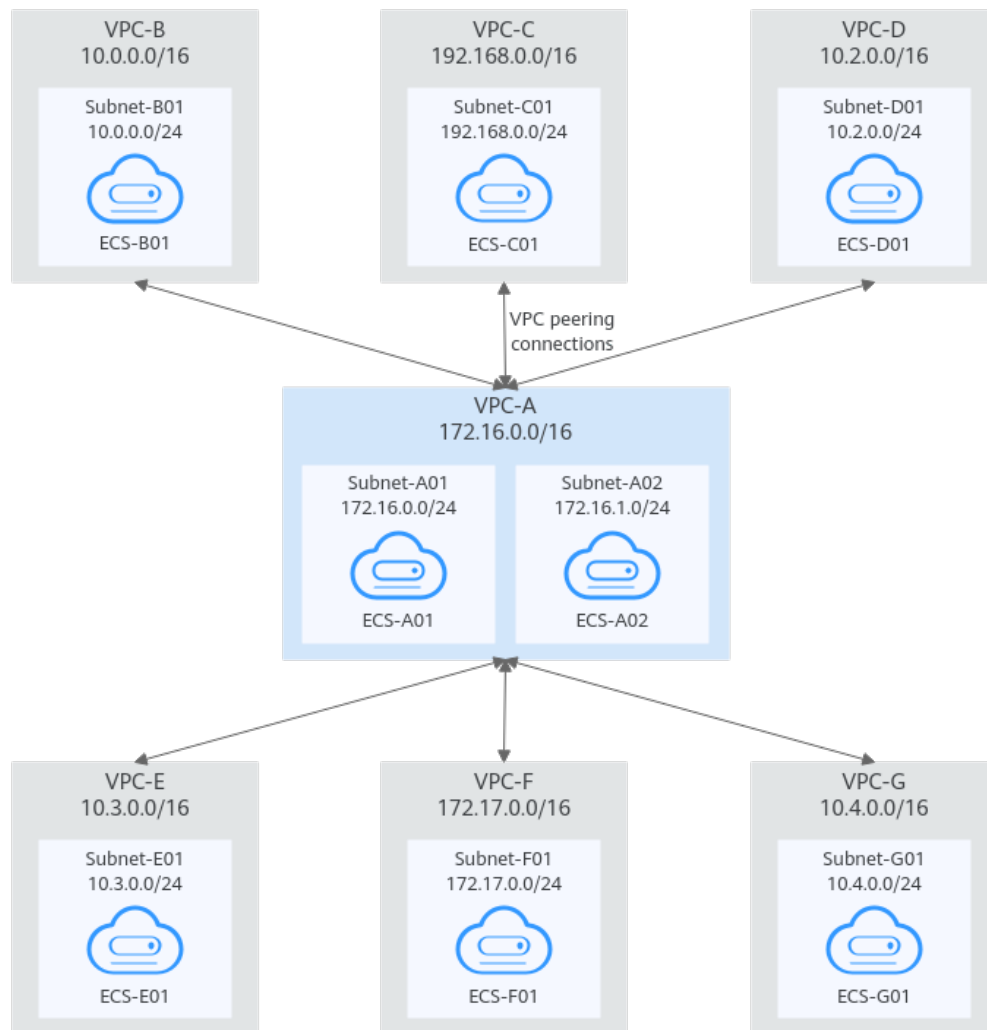 VPC-B
10.0.0.0/16
Subnet-B01
10.0.0.0/24
ECS-B01
VPC-C
192.168.0.0/16
Subnet-C01
192.168.0.0/24
ECS-C01
VPC-D
10.2.0.0/16
Subnet-D01
10.2.0.0/24
ECS-D01
VPC peering
connections
VPC-A
172.16.0.0/16
Subnet-A01
172.16.0.0/24
ECS-A01
Subnet-A02
172.16.1.0/24
ECS-A02
VPC-E
10.3.0.0/16
Subnet-E01
10.3.0.0/24
ECS-E01
VPC-F
172.17.0.0/16
Subnet-F01
172.17.0.0/24
ECS-F01
VPC-G
10.4.0.0/16
Subnet-G01
10.4.0.0/24
ECS-G01